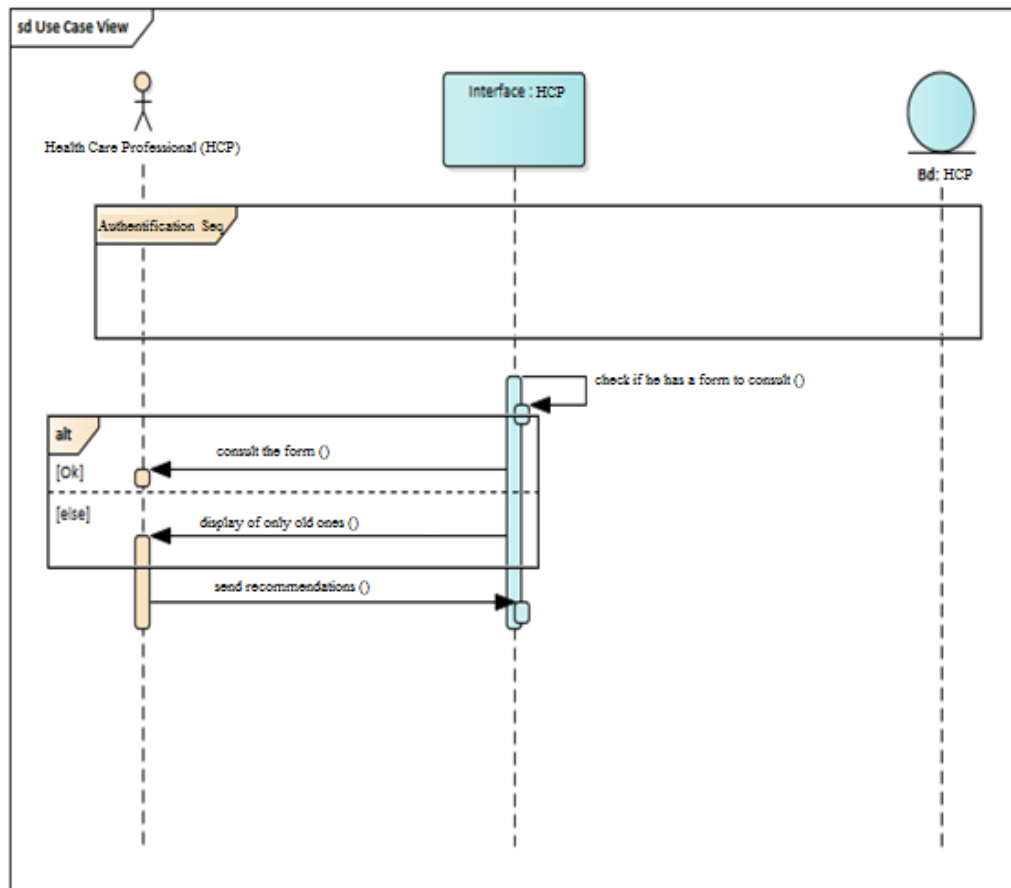 sd Use Case View
Interface : HCP
Health Care Professional (HCP)
Bd: HCP
Authentification Seq
check if he has a form to consult ()
alt
consult the form ()
[Ok]
[else]
display of only old ones ()
send recommendations ()